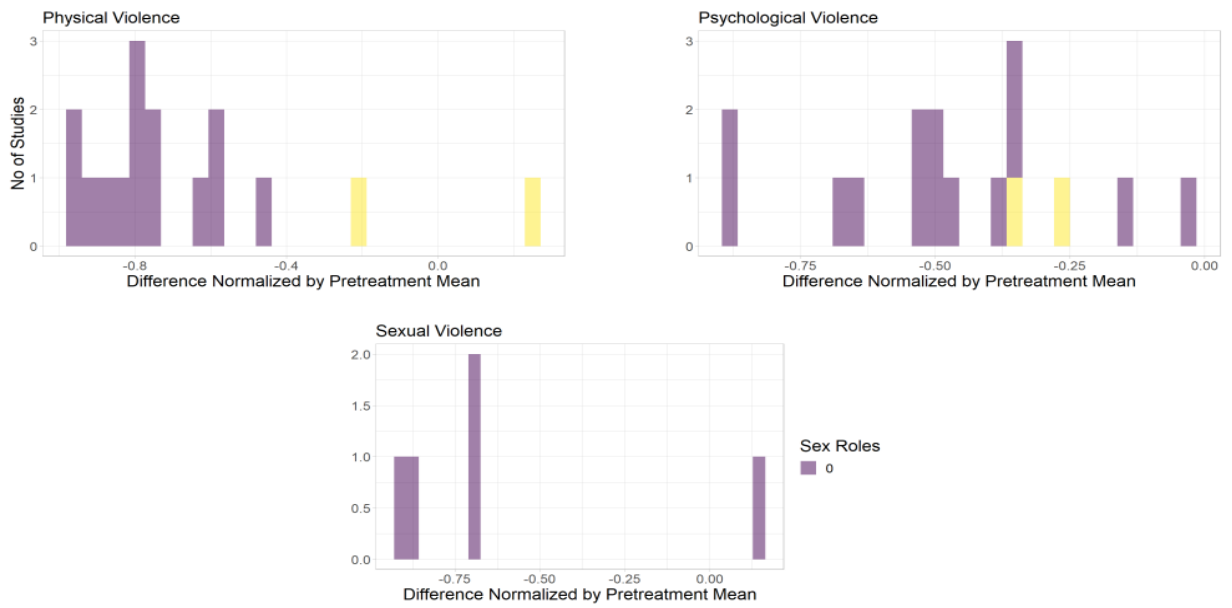 Physical Violence
No of Studies
3
2
1
0
-0.8 -0.4 0.0
Difference Normalized by Pretreatment Mean
Psychological Violence
3
2
1
0
-0.75 -0.50 -0.25 0.00
Difference Normalized by Pretreatment Mean
Sexual Violence
2.0
1.5
1.0
0.5
0.0
-0.75 -0.50 -0.25 0.00
Difference Normalized by Pretreatment Mean
Sex Roles
0